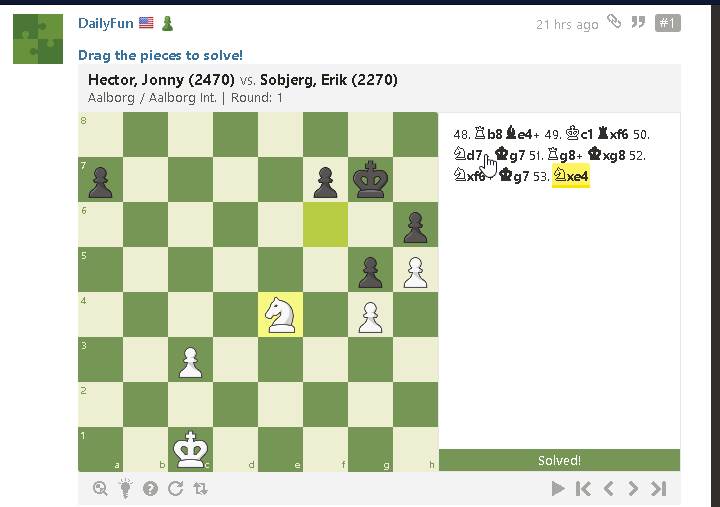 DailyFun
21 hrs ago
#1
Drag the pieces to solve!
Hector, Jonny (2470) vs. Sobjerg, Erik (2270)
Aalborg / Aalborg Int. | Round: 1
8
7
6
5
4
3
2
1
a b c d e f g h
48. ♖b8 ♝e4+ 49. ♔c1 ♜xf6 50.
♘d7+ ♚g7 51. ♖g8+ ♚xg8 52.
♘xf6+ ♚g7 53. ♘xe4
Solved!